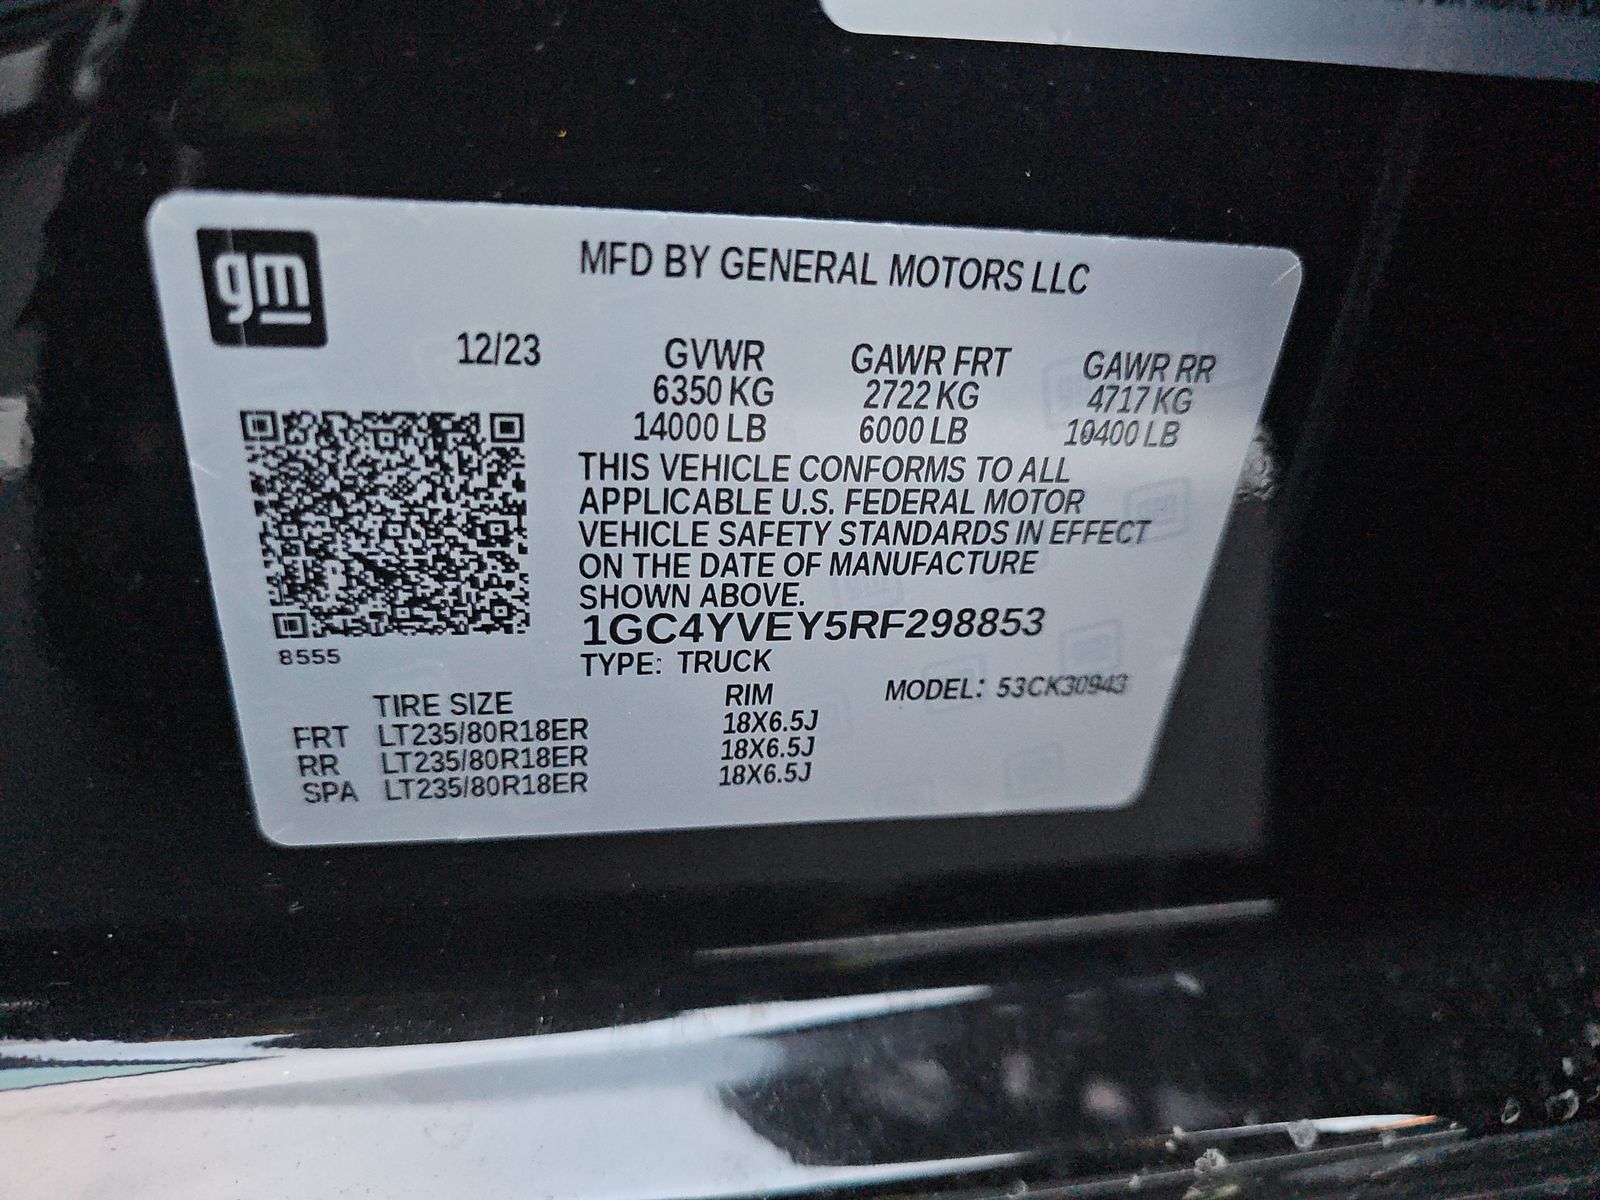 gm
MFD BY GENERAL MOTORS LLC
12/23 GVWR GAWR FRT GAWR RR
6350 KG 2722 KG 4717 KG
14000 LB 6000 LB 10400 LB
THIS VEHICLE CONFORMS TO ALL
APPLICABLE U.S. FEDERAL MOTOR
VEHICLE SAFETY STANDARDS IN EFFECT
ON THE DATE OF MANUFACTURE
SHOWN ABOVE.
1GC4YVEY5RF298853
8555
TYPE: TRUCK
MODEL: 53CK30943
TIRE SIZE RIM
FRT LT235/80R18ER 18X6.5J
RR LT235/80R18ER 18X6.5J
SPA LT235/80R18ER 18X6.5J